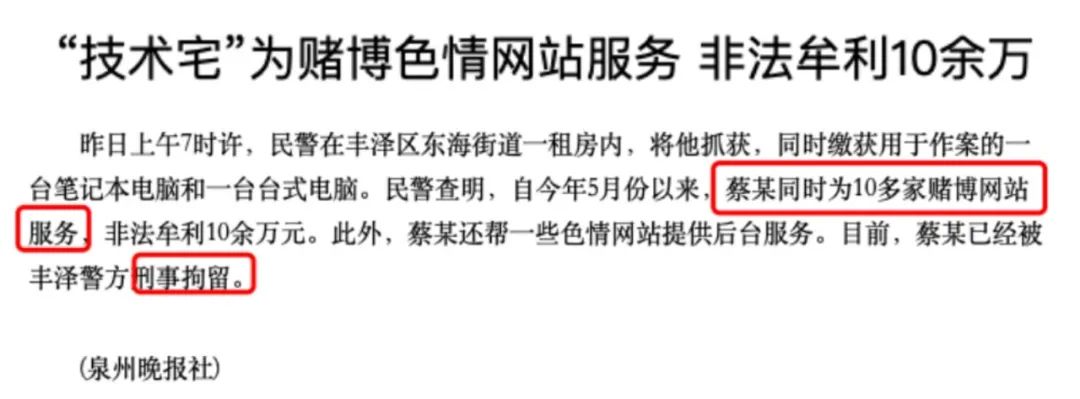 “技术宅”为赌博色情网站服务 非法牟利10余万
昨日上午7时许，民警在丰泽区东海街道一租房内，将他抓获，同时缴获用于作案的一
台笔记本电脑和一台台式电脑。民警查明，自今年5月份以来，蔡某同时为10多家赌博网站
服务，非法牟利10余万元。此外，蔡某还帮一些色情网站提供后台服务。目前，蔡某已经被
丰泽警方刑事拘留。
(泉州晚报社)